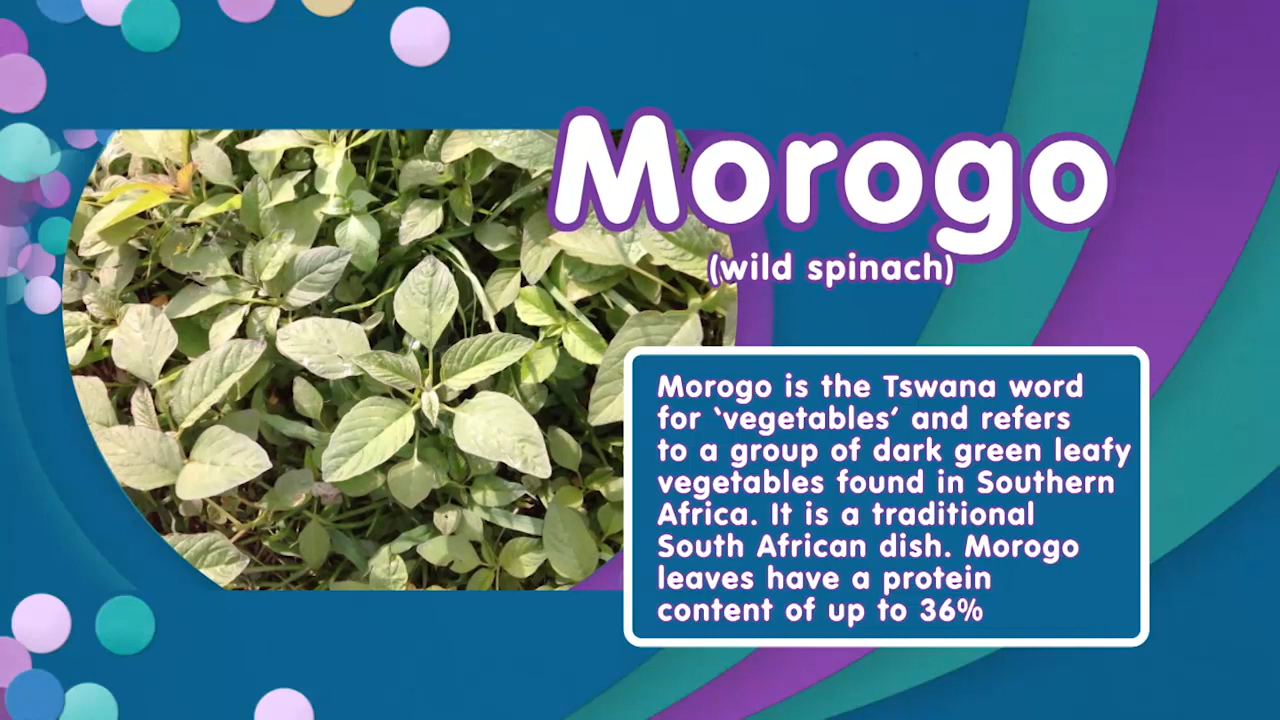 Morogo
(wild spinach)
Morogo is the Tswana word
for ‘vegetables’ and refers
to a group of dark green leafy
vegetables found in Southern
Africa. It is a traditional
South African dish. Morogo
leaves have a protein
content of up to 36%